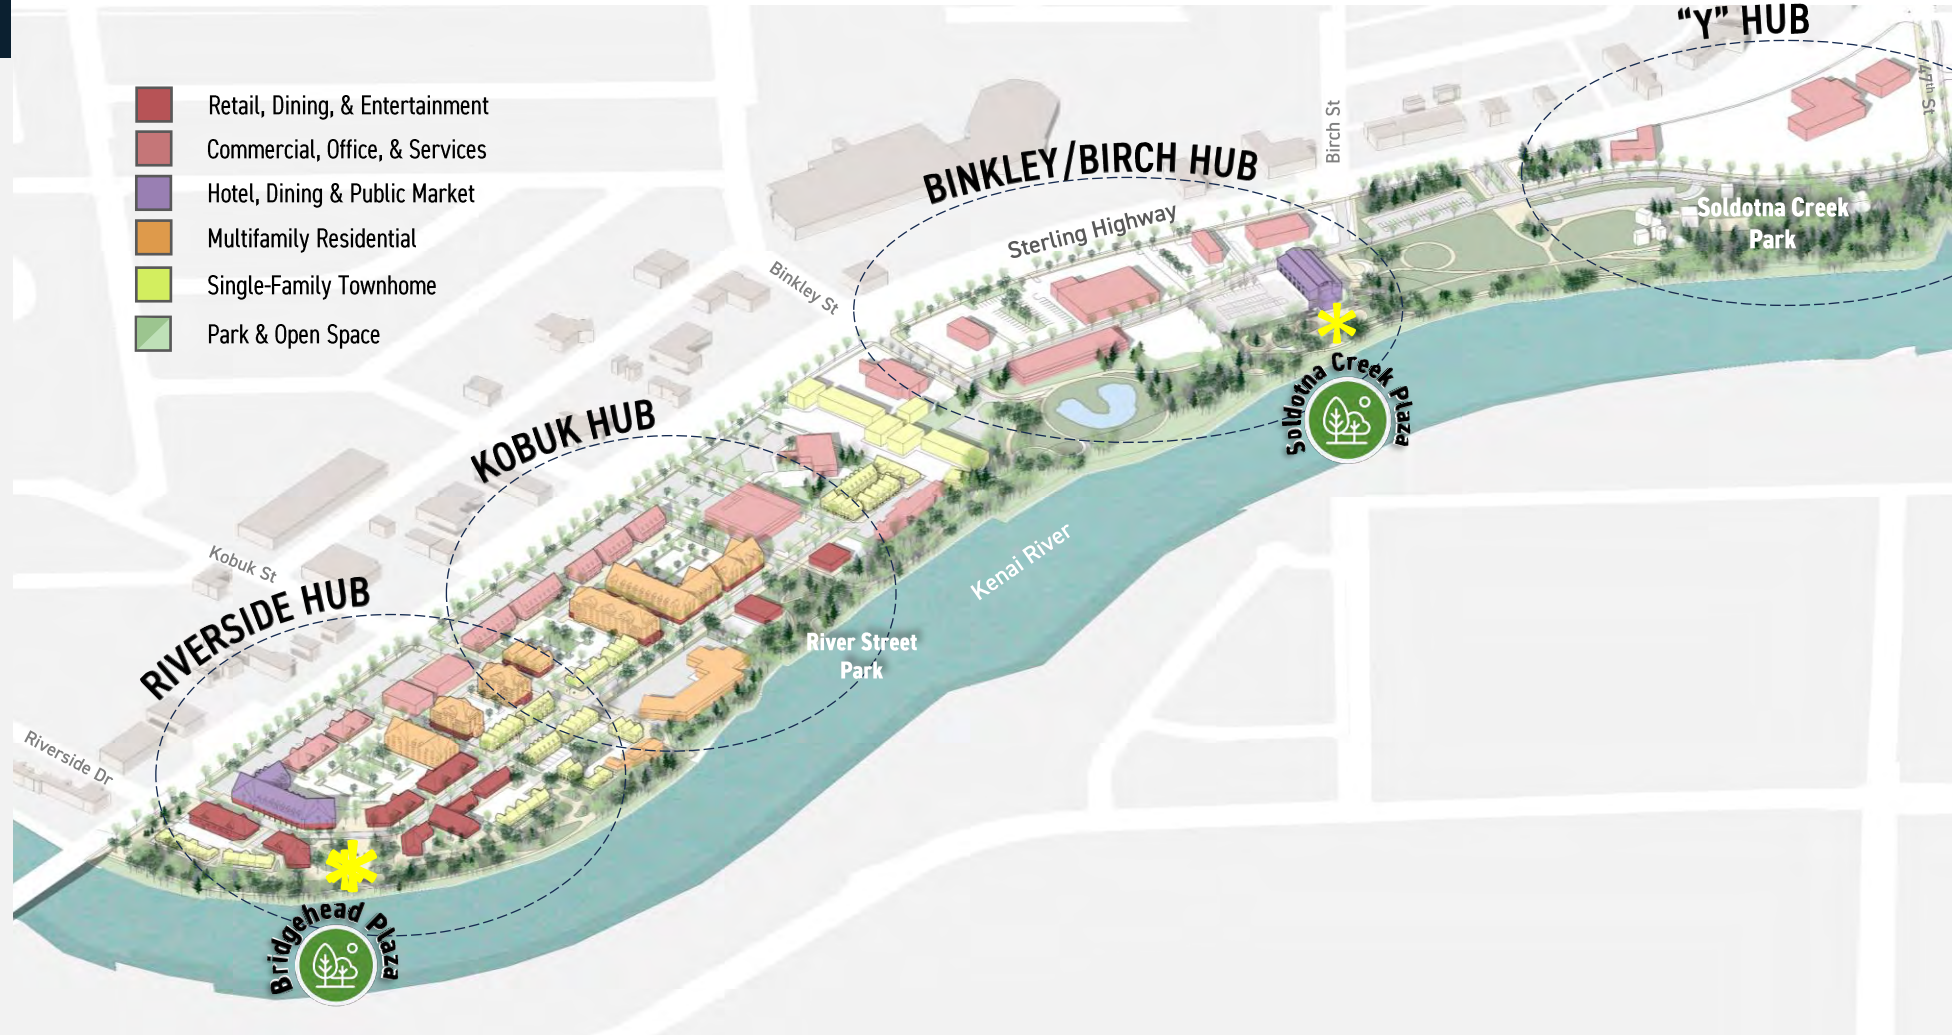 “Y” HUB
47th St
Retail, Dining, & Entertainment
Commercial, Office, & Services
Hotel, Dining & Public Market
Multifamily Residential
Single-Family Townhome
Park & Open Space
Birch St
BINKLEY/BIRCH HUB
Sterling Highway
Soldotna Creek
Park
Binkley St
Soldotna Creek Plaza
KOBUK HUB
Kobuk St
Kenai River
RIVERSIDE HUB
River Street
Park
Riverside Dr
Bridgehead Plaza